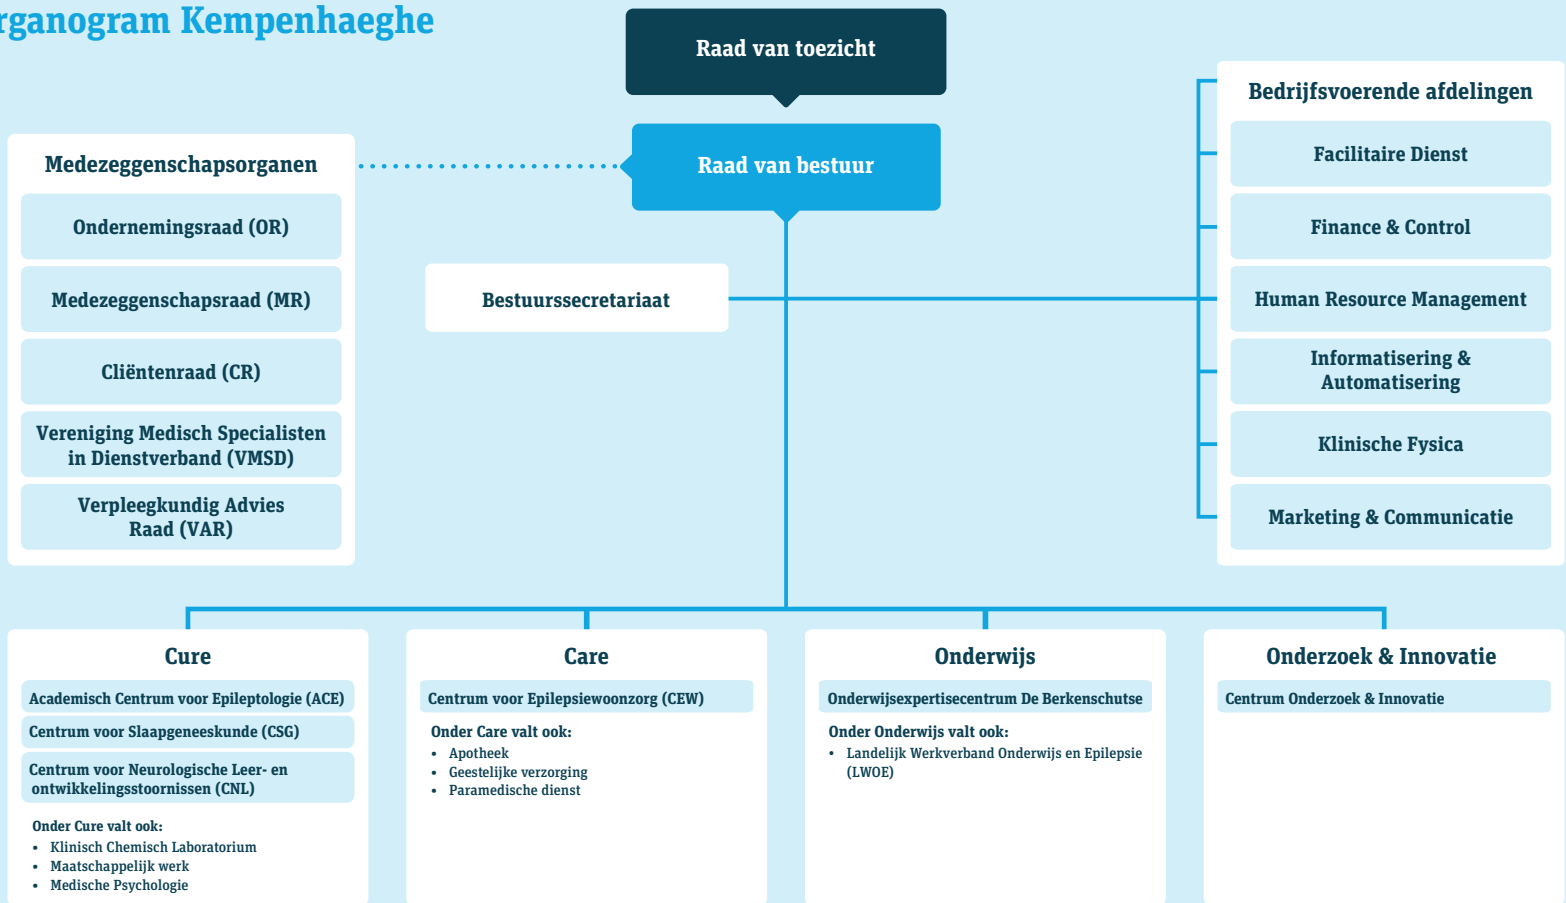 rganogram Kempenhaeghe
Raad van toezicht
Raad van bestuur
Medezeggenschapsorganen
Ondernemingsraad (OR)
Medezeggenschapsraad (MR)
Cliëntenraad (CR)
Vereniging Medisch Specialisten
in Dienstverband (VMSD)
Verpleegkundig Advies
Raad (VAR)
Bestuurssecretariaat
Bedrijfsvoerende afdelingen
Facilitaire Dienst
Finance & Control
Human Resource Management
Informatisering &
Automatisering
Klinische Fysica
Marketing & Communicatie
Cure
Academisch Centrum voor Epileptologie (ACE)
Centrum voor Slaapgeneeskunde (CSG)
Centrum voor Neurologische Leer- en
ontwikkelingsstoornissen (CNL)
Onder Cure valt ook:
• Klinisch Chemisch Laboratorium
• Maatschappelijk werk
• Medische Psychologie
Care
Centrum voor Epilepsiewoonzorg (CEW)
Onder Care valt ook:
• Apotheek
• Geestelijke verzorging
• Paramedische dienst
Onderwijs
Onderwijsexpertisecentrum De Berkenschutse
Onder Onderwijs valt ook:
• Landelijk Werkverband Onderwijs en Epilepsie
(LWOE)
Onderzoek & Innovatie
Centrum Onderzoek & Innovatie